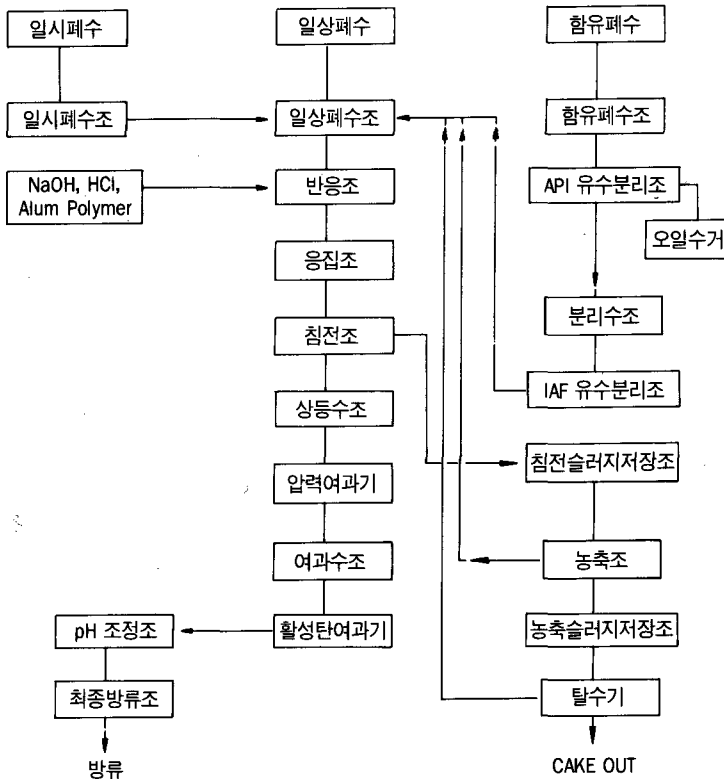 일시폐수
일상폐수
함유폐수
일시폐수조
일상폐수조
함유폐수조
NaOH, HCl,
Alum Polymer
반응조
API 유수분리조
오일수거
응집조
분리수조
침전조
IAF 유수분리조
상등수조
침전슬러지저장조
압력여과기
여과수조
농축조
pH 조정조
활성탄여과기
농축슬러지저장조
최종방류조
탈수기
방류
CAKE OUT